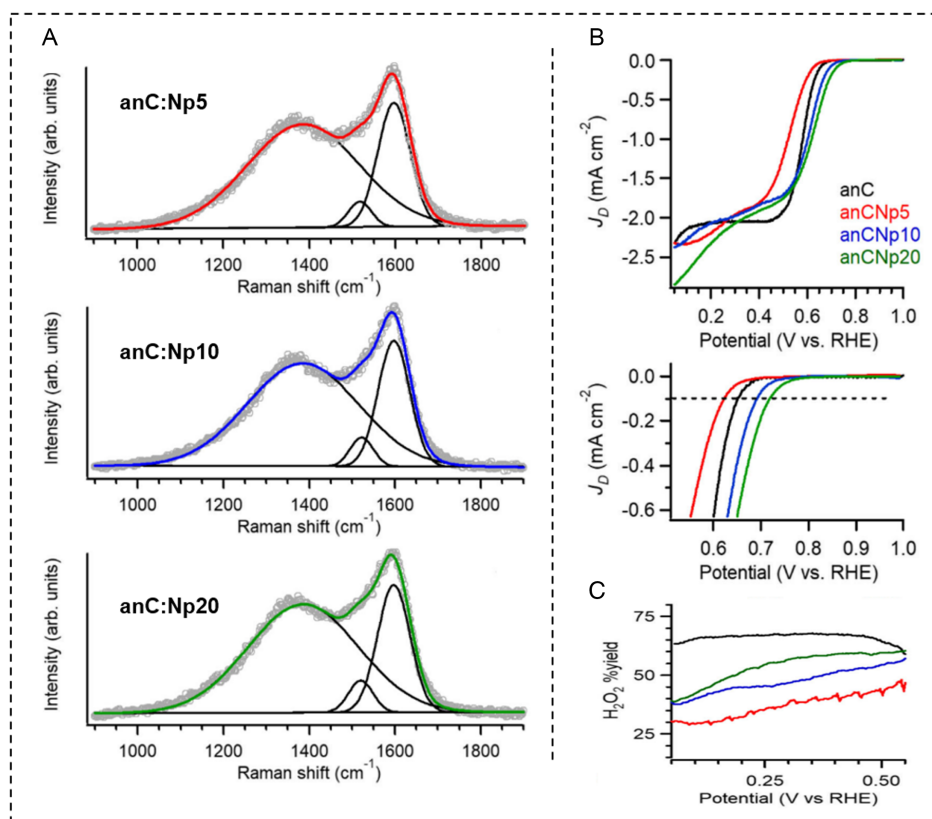 A
Intensity (arb. units)
anC:Np5
1000 1200 1400 1600 1800
Raman shift (cm⁻¹)
Intensity (arb. units)
anC:Np10
1000 1200 1400 1600 1800
Raman shift (cm⁻¹)
Intensity (arb. units)
anC:Np20
1000 1200 1400 1600 1800
Raman shift (cm⁻¹)
B
J_D (mA cm⁻²)
0.0
-0.5
-1.0
-1.5
-2.0
-2.5
anC
anCNp5
anCNp10
anCNp20
0.2 0.4 0.6 0.8 1.0
Potential (V vs. RHE)
J_D (mA cm⁻²)
0.0
-0.2
-0.4
-0.6
0.6 0.7 0.8 0.9 1.0
Potential (V vs. RHE)
C
H₂O₂ %yield
75
50
25
0.25 0.50
Potential (V vs RHE)